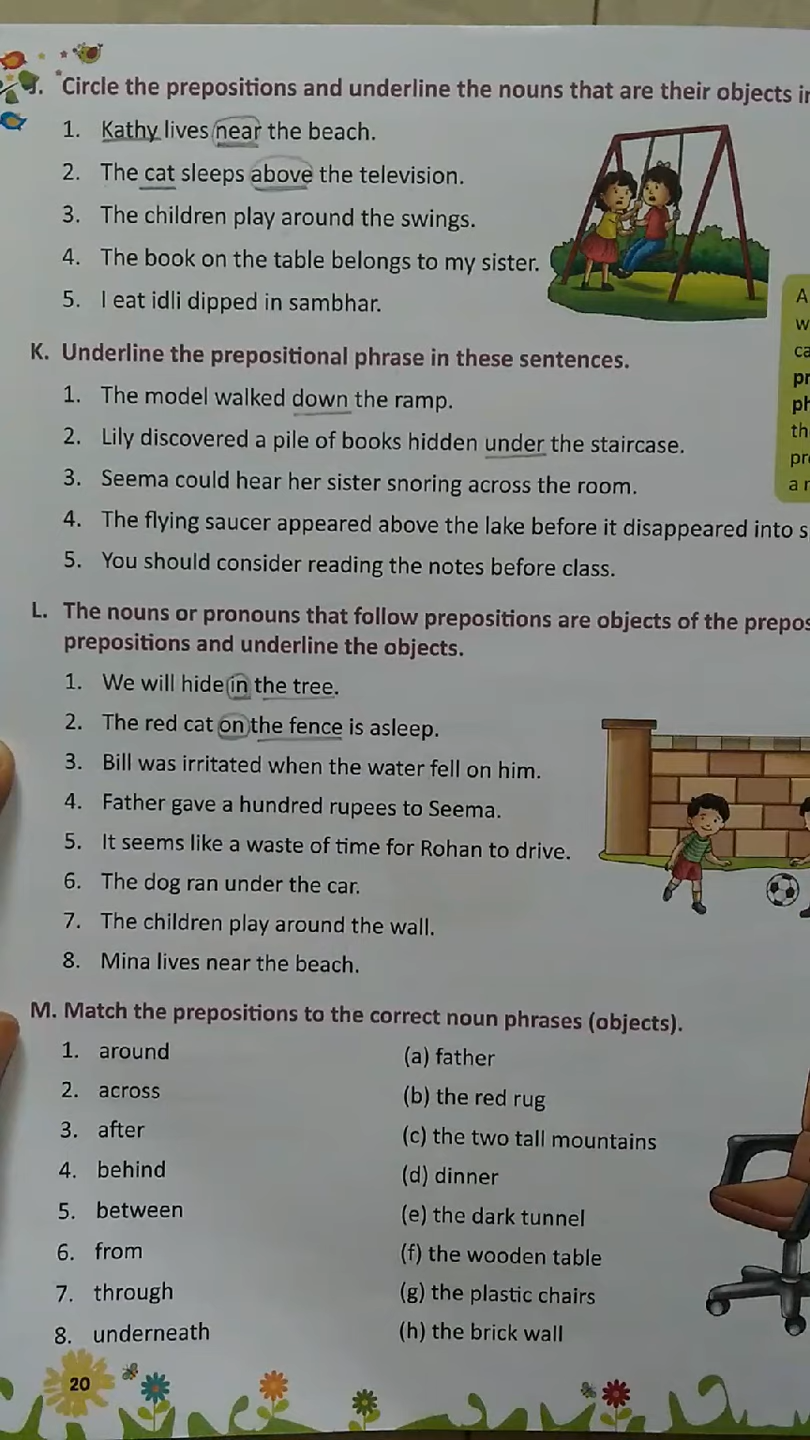 J. Circle the prepositions and underline the nouns that are their objects in
1. Kathy lives near the beach.
2. The cat sleeps above the television.
3. The children play around the swings.
4. The book on the table belongs to my sister.
5. I eat idli dipped in sambhar.
K. Underline the prepositional phrase in these sentences.
1. The model walked down the ramp.
2. Lily discovered a pile of books hidden under the staircase.
3. Seema could hear her sister snoring across the room.
4. The flying saucer appeared above the lake before it disappeared into
5. You should consider reading the notes before class.
L. The nouns or pronouns that follow prepositions are objects of the
prepositions and underline the objects.
1. We will hide in the tree.
2. The red cat on the fence is asleep.
3. Bill was irritated when the water fell on him.
4. Father gave a hundred rupees to Seema.
5. It seems like a waste of time for Rohan to drive.
6. The dog ran under the car.
7. The children play around the wall.
8. Mina lives near the beach.
M. Match the prepositions to the correct noun phrases (objects).
1. around (a) father
2. across (b) the red rug
3. after (c) the two tall mountains
4. behind (d) dinner
5. between (e) the dark tunnel
6. from (f) the wooden table
7. through (g) the plastic chairs
8. underneath (h) the brick wall
20